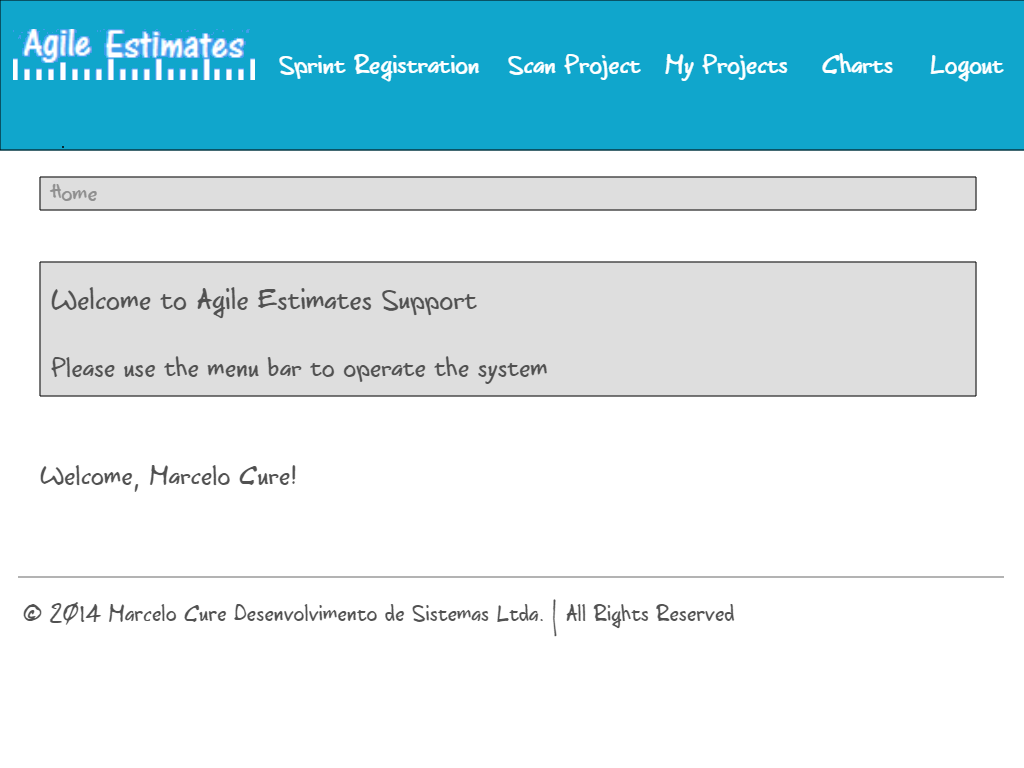 Agile Estimates
Sprint Registration Scan Project My Projects Charts Logout
Home
Welcome to Agile Estimates Support
Please use the menu bar to operate the system
Welcome, Marcelo Cure!
© 2014 Marcelo Cure Desenvolvimento de Sistemas Ltda. | All Rights Reserved